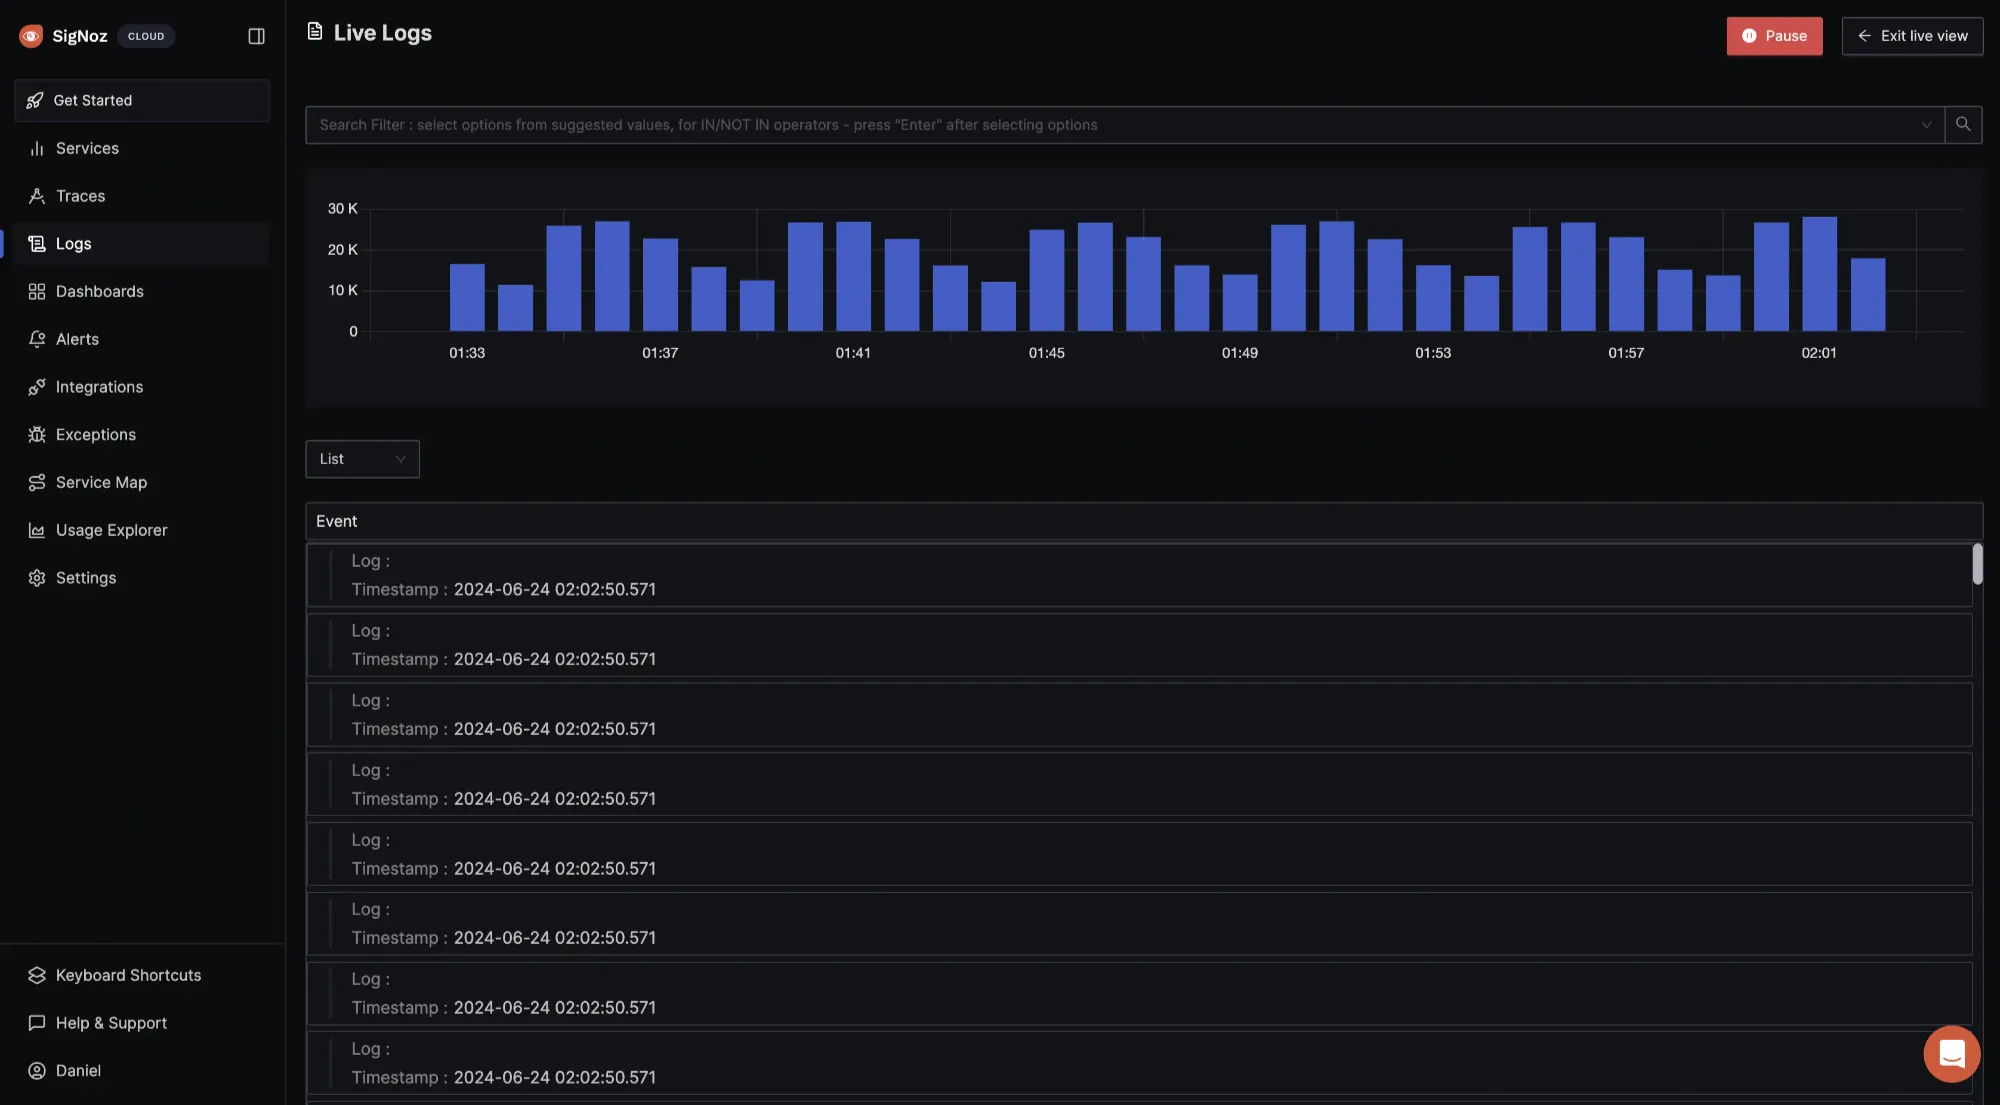 SigNoz CLOUD
Get Started
Services
Traces
Logs
Dashboards
Alerts
Integrations
Exceptions
Service Map
Usage Explorer
Settings
Keyboard Shortcuts
Help & Support
Daniel
Live Logs
Pause
Exit live view
Search Filter : select options from suggested values, for IN/NOT IN operators - press "Enter" after selecting options
30 K
20 K
10 K
0
01:33 01:37 01:41 01:45 01:49 01:53 01:57 02:01
List
Event
Log :
Timestamp : 2024-06-24 02:02:50.571
Log :
Timestamp : 2024-06-24 02:02:50.571
Log :
Timestamp : 2024-06-24 02:02:50.571
Log :
Timestamp : 2024-06-24 02:02:50.571
Log :
Timestamp : 2024-06-24 02:02:50.571
Log :
Timestamp : 2024-06-24 02:02:50.571
Log :
Timestamp : 2024-06-24 02:02:50.571
Log :
Timestamp : 2024-06-24 02:02:50.571